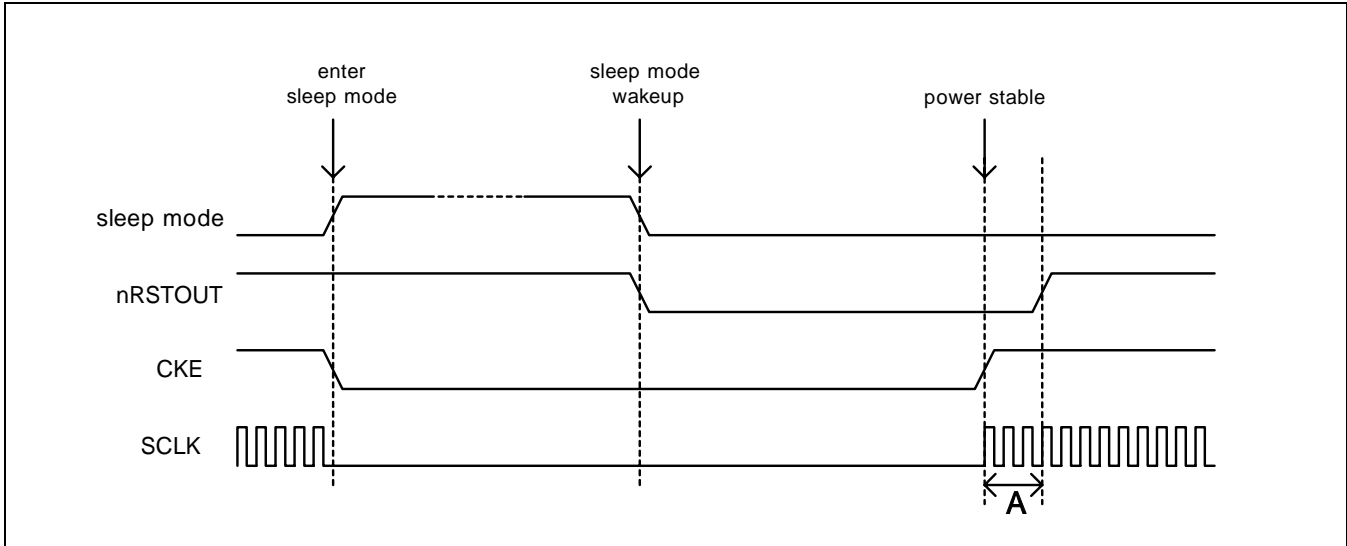 enter
sleep mode
sleep mode
wakeup
power stable
sleep mode
nRSTOUT
CKE
SCLK
A